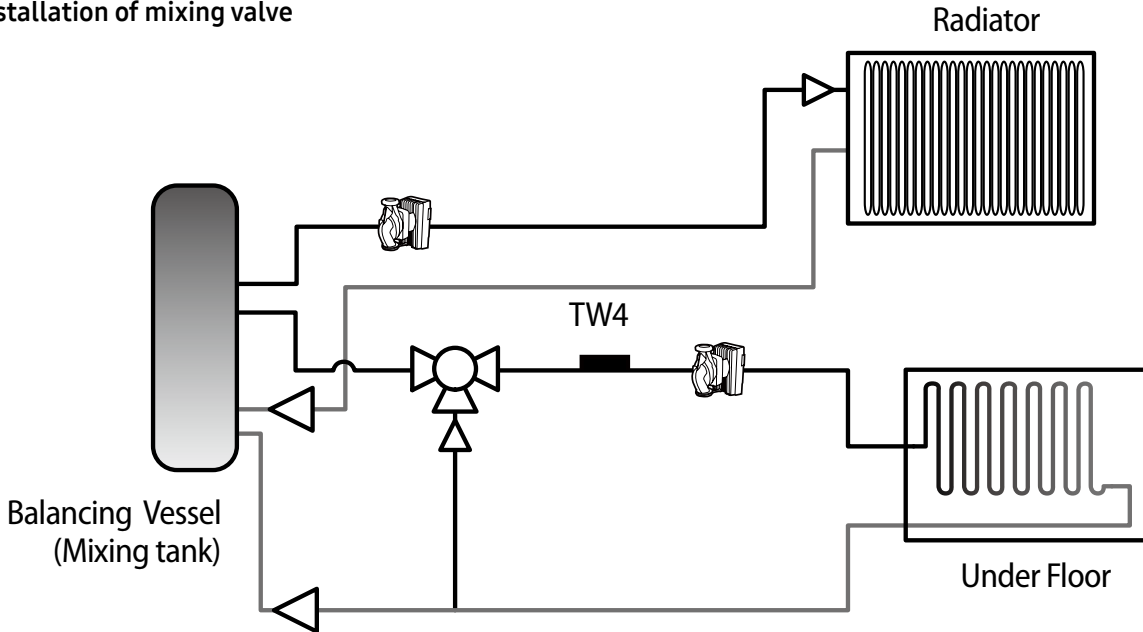 stallation of mixing valve
Radiator
TW4
Balancing Vessel
(Mixing tank)
Under Floor